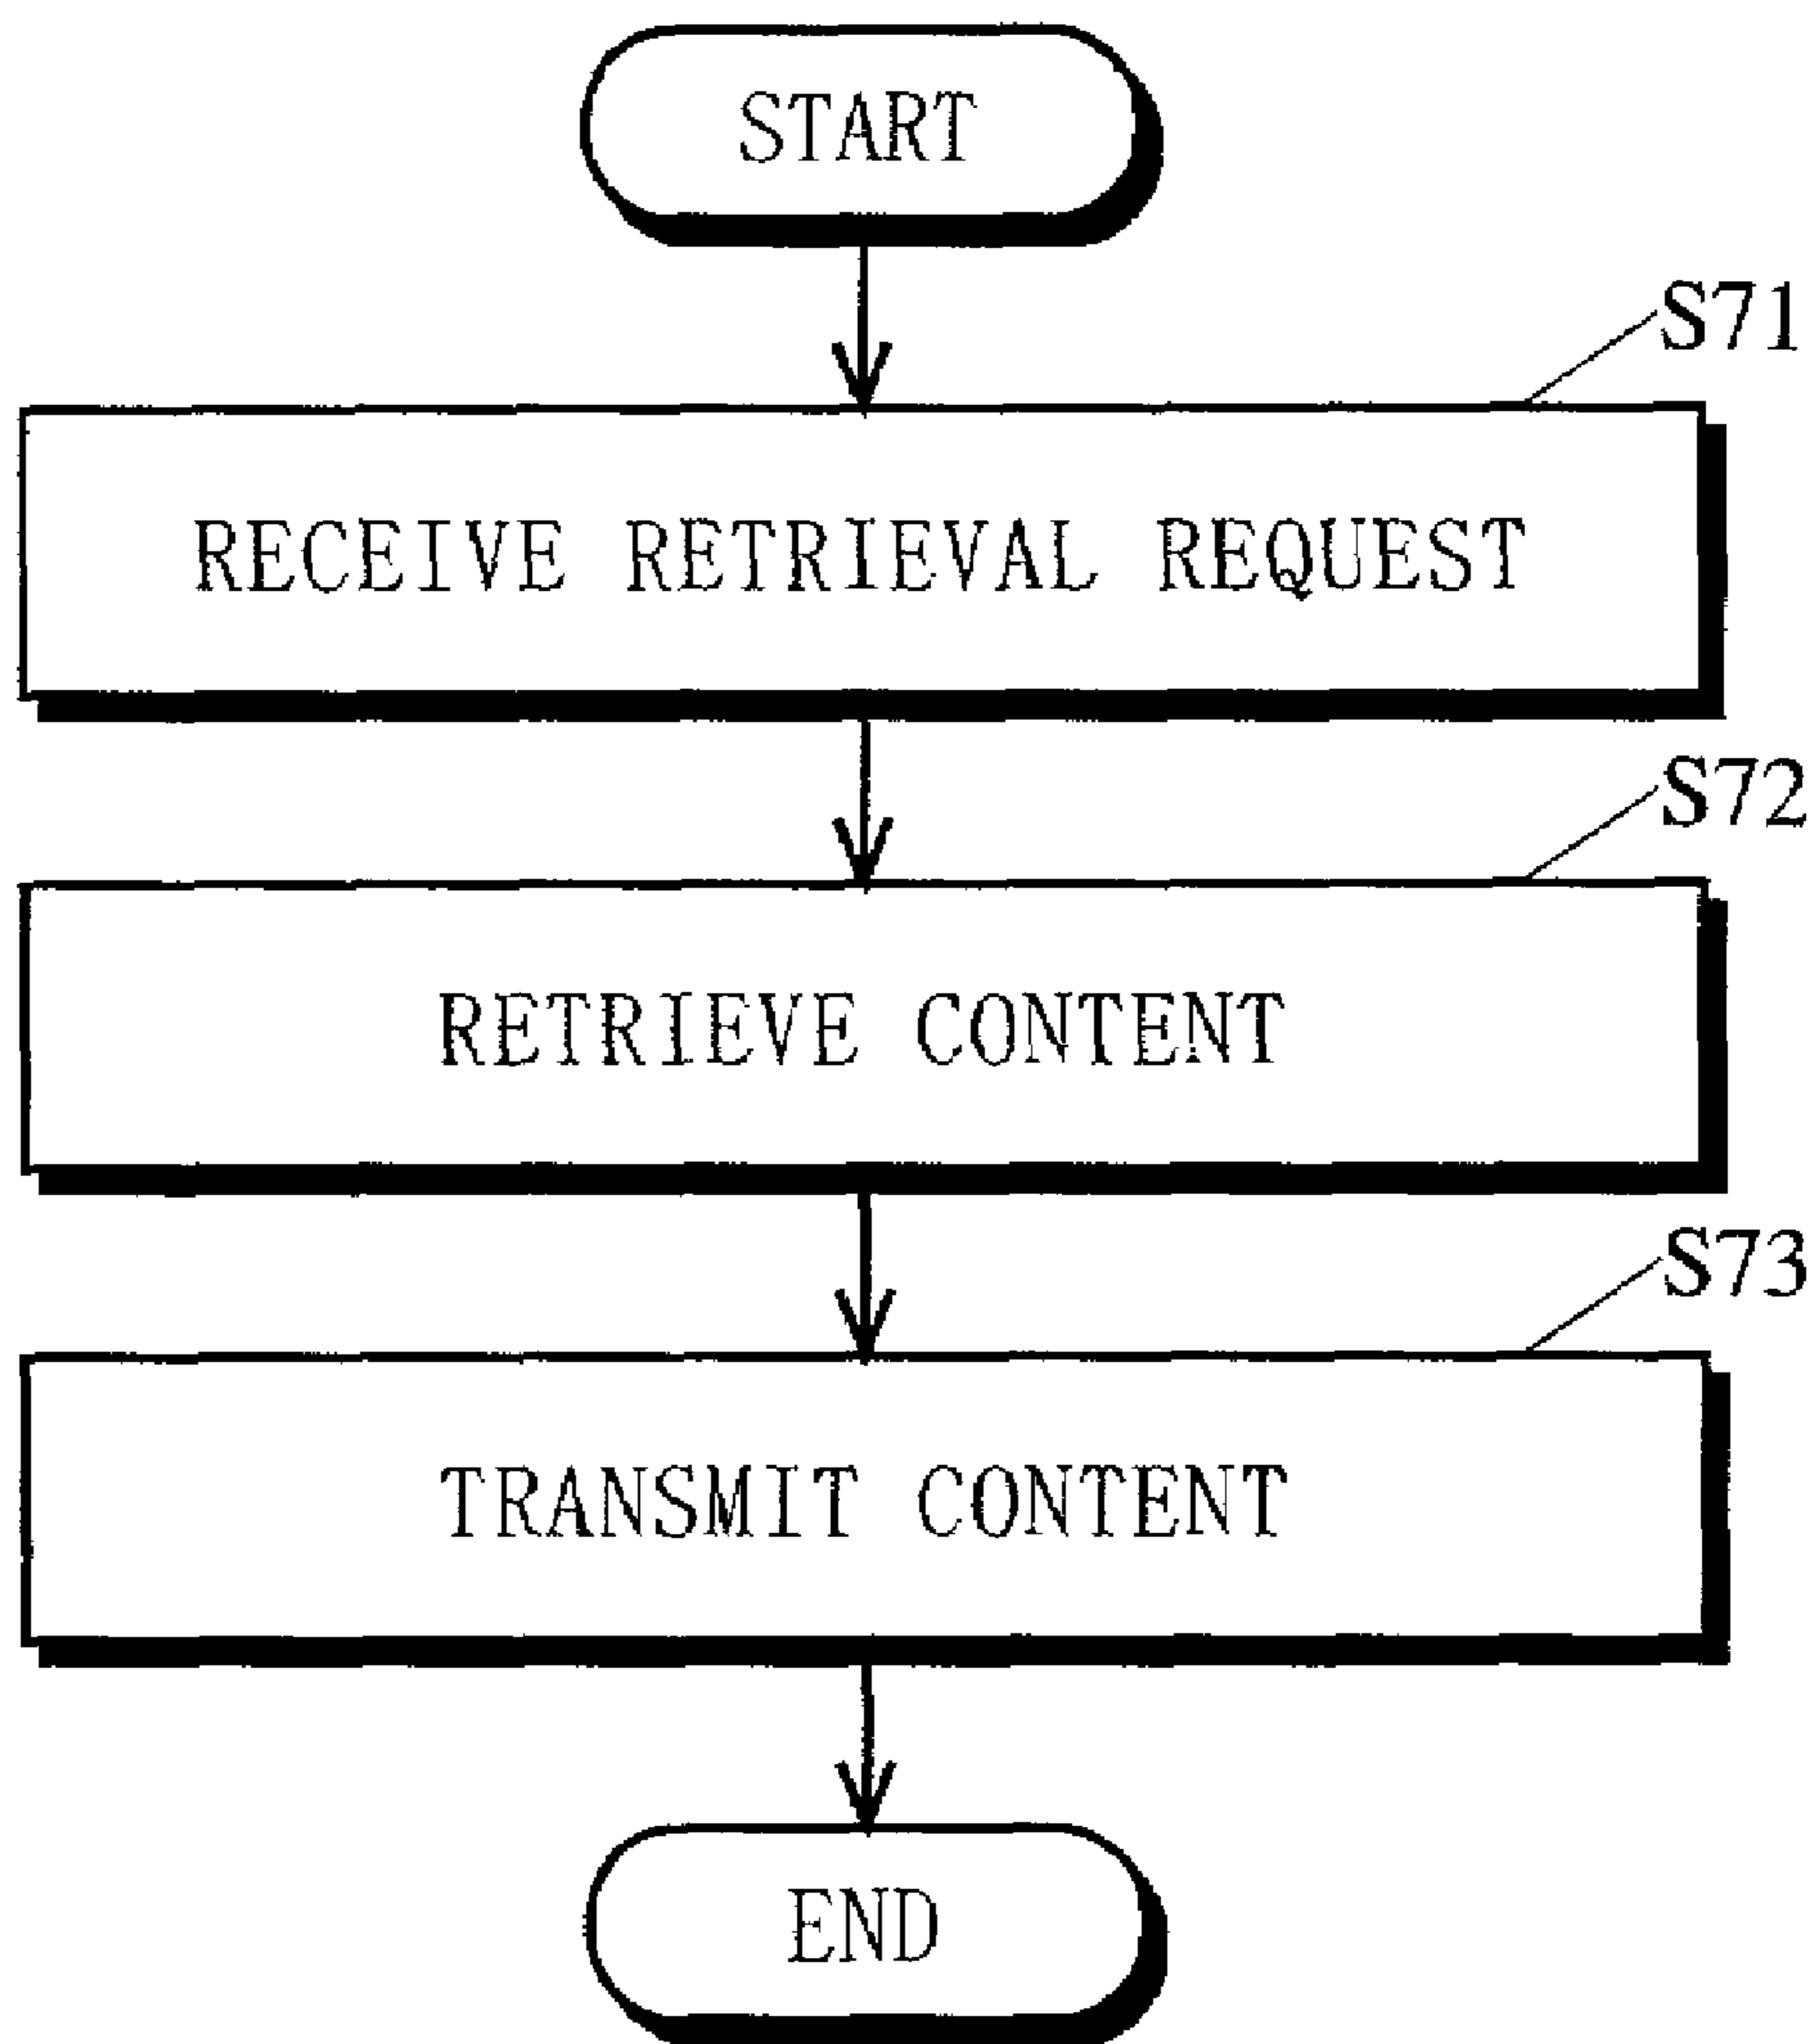 START
S71
RECEIVE RETRIEVAL REQUEST
S72
RETRIEVE CONTENT
S73
TRANSMIT CONTENT
END